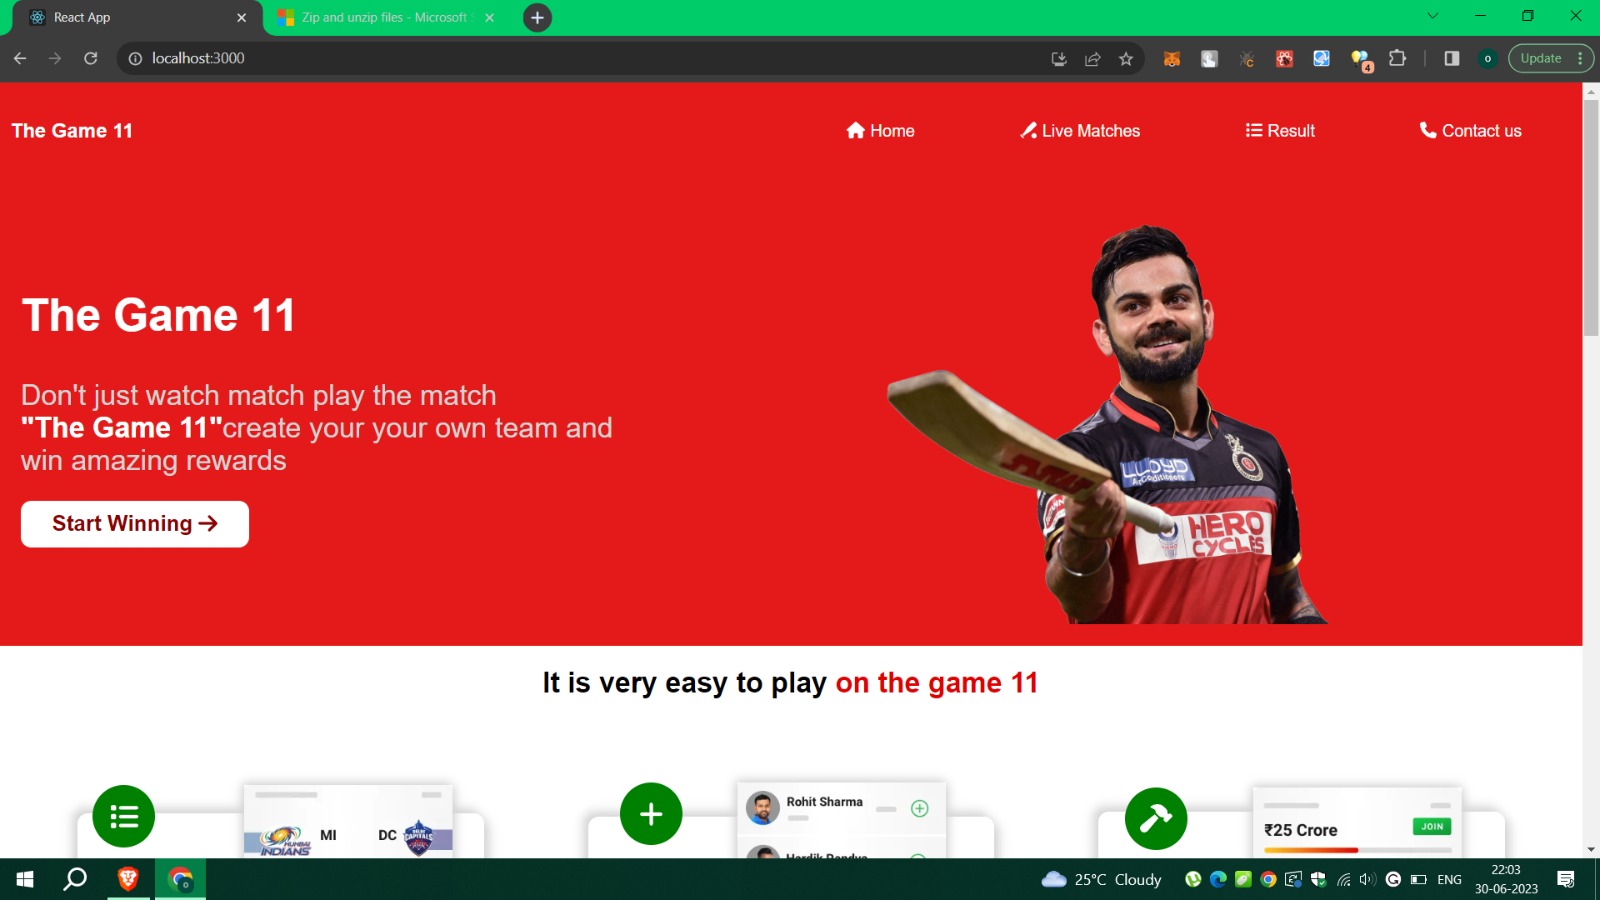 React App
Zip and unzip files - Microsoft
localhost:3000
4
o
Update
The Game 11
Home
Live Matches
Result
Contact us
The Game 11
Don't just watch match play the match
"The Game 11"create your your own team and
win amazing rewards
Start Winning
LLOYD
Air Conditioners
HERO
CYCLES
It is very easy to play on the game 11
MUMBAI
INDIANS
MI
DC
DELHI
CAPITALS
Rohit Sharma
Hardik Pandya
₹25 Crore
JOIN
25°C Cloudy
ENG
22:03
30-06-2023